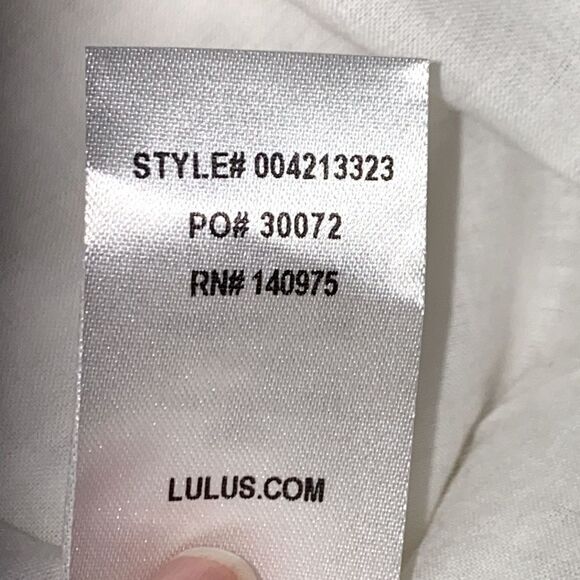 STYLE# 004213323
PO# 30072
RN# 140975
LULUS.COM